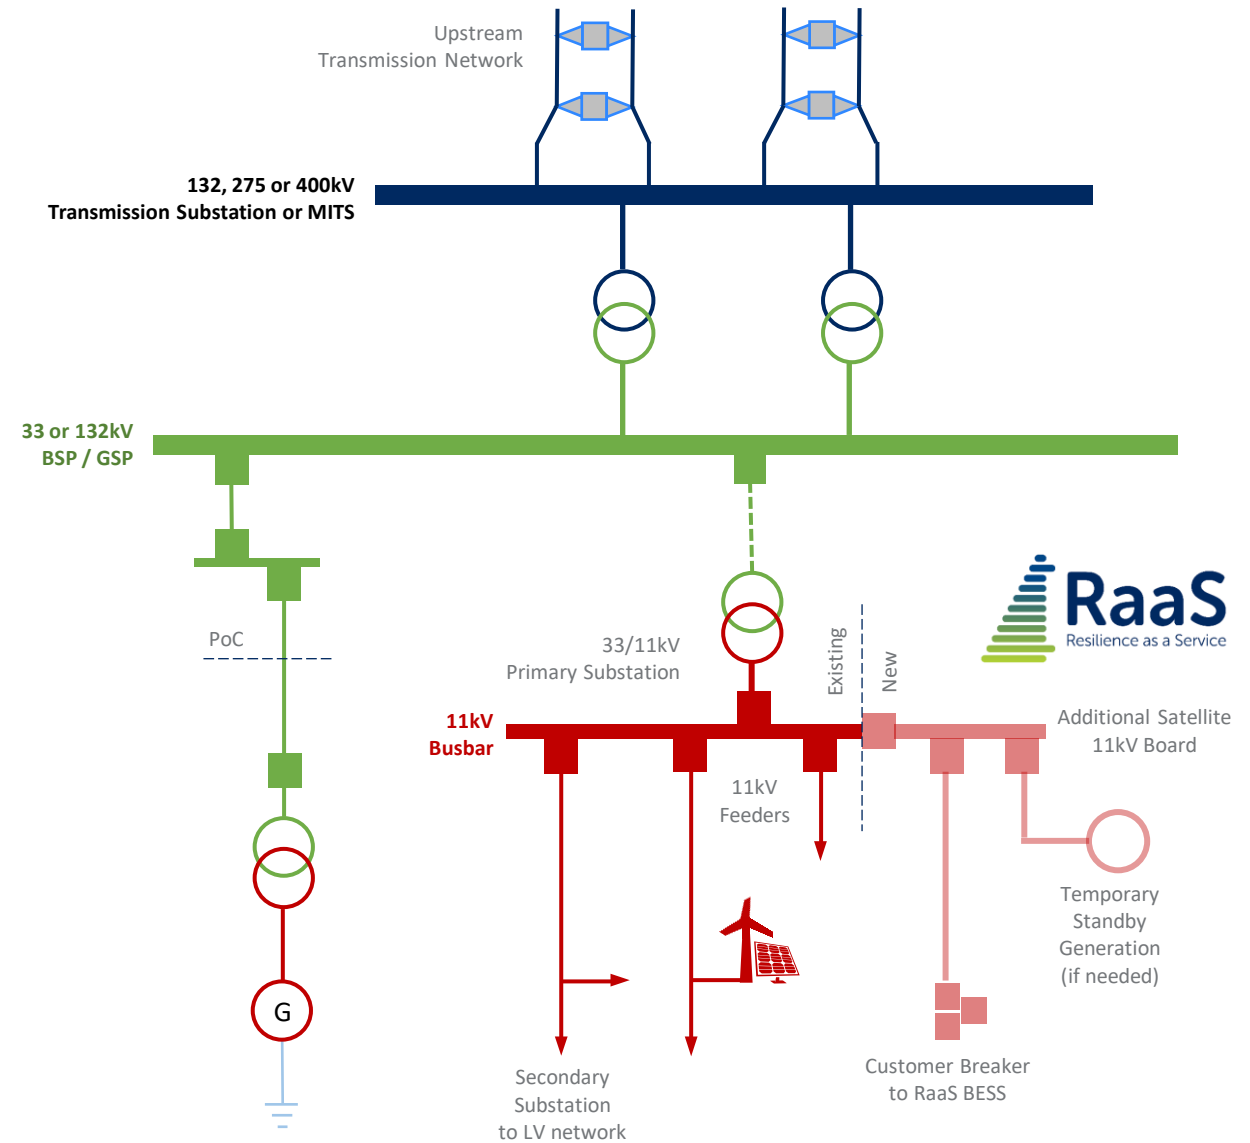 Upstream
Transmission Network
132, 275 or 400kV
Transmission Substation or MITS
33 or 132kV
BSP / GSP
PoC
33/11kV
Primary Substation
Existing
New
RaaS
Resilience as a Service
11kV
Busbar
Additional Satellite
11kV Board
11kV
Feeders
Temporary
Standby
Generation
(if needed)
G
Customer Breaker
to RaaS BESS
Secondary
Substation
to LV network